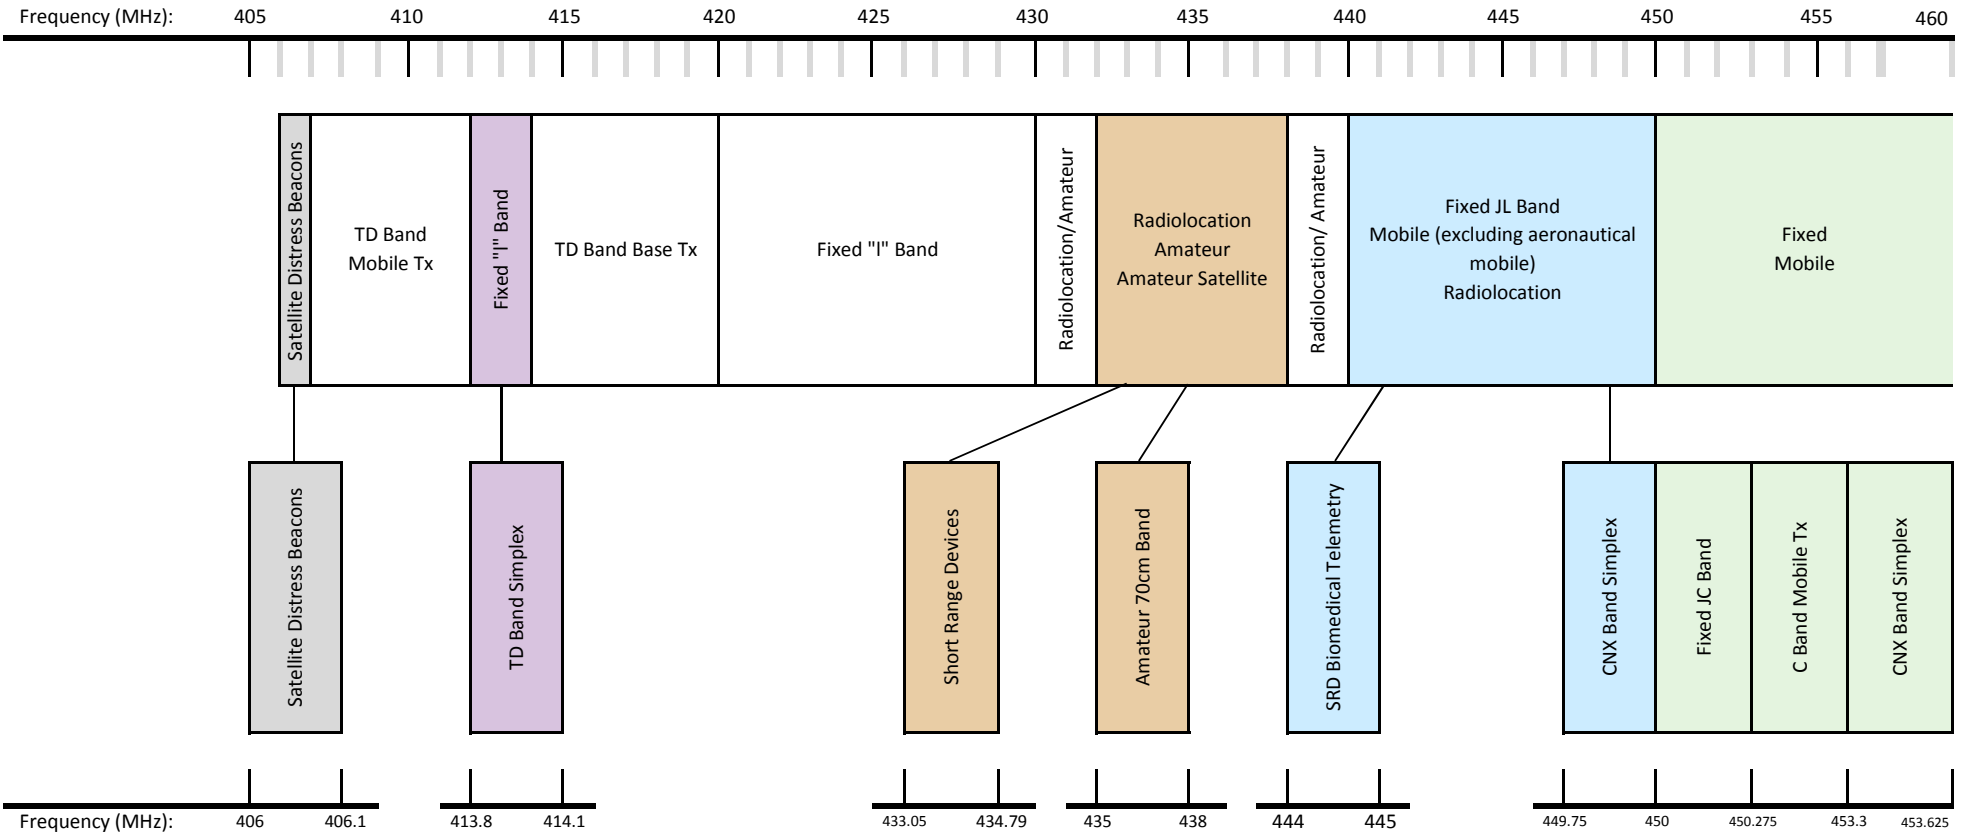 Frequency (MHz): 405 410 415 420 425 430 435 440 445 450 455 460
Satellite Distress Beacons
TD Band
Mobile Tx
Fixed "I" Band
TD Band Base Tx
Fixed "I" Band
Radiolocation/Amateur
Radiolocation
Amateur
Amateur Satellite
Radiolocation/ Amateur
Fixed JL Band
Mobile (excluding aeronautical
mobile)
Radiolocation
Fixed
Mobile
Satellite Distress Beacons
TD Band Simplex
Short Range Devices
Amateur 70cm Band
SRD Biomedical Telemetry
CNX Band Simplex
Fixed JC Band
C Band Mobile Tx
CNX Band Simplex
Frequency (MHz): 406 406.1 413.8 414.1 433.05 434.79 435 438 444 445 449.75 450 450.275 453.3 453.625